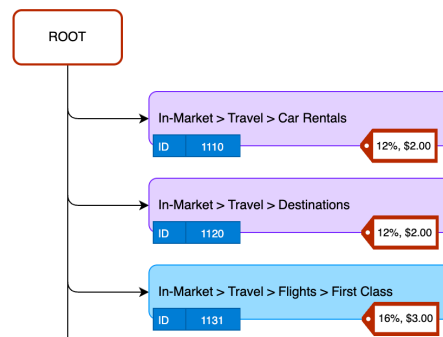 ROOT
In-Market > Travel > Car Rentals
ID 1110
12%, $2.00
In-Market > Travel > Destinations
ID 1120
12%, $2.00
In-Market > Travel > Flights > First Class
ID 1131
16%, $3.00